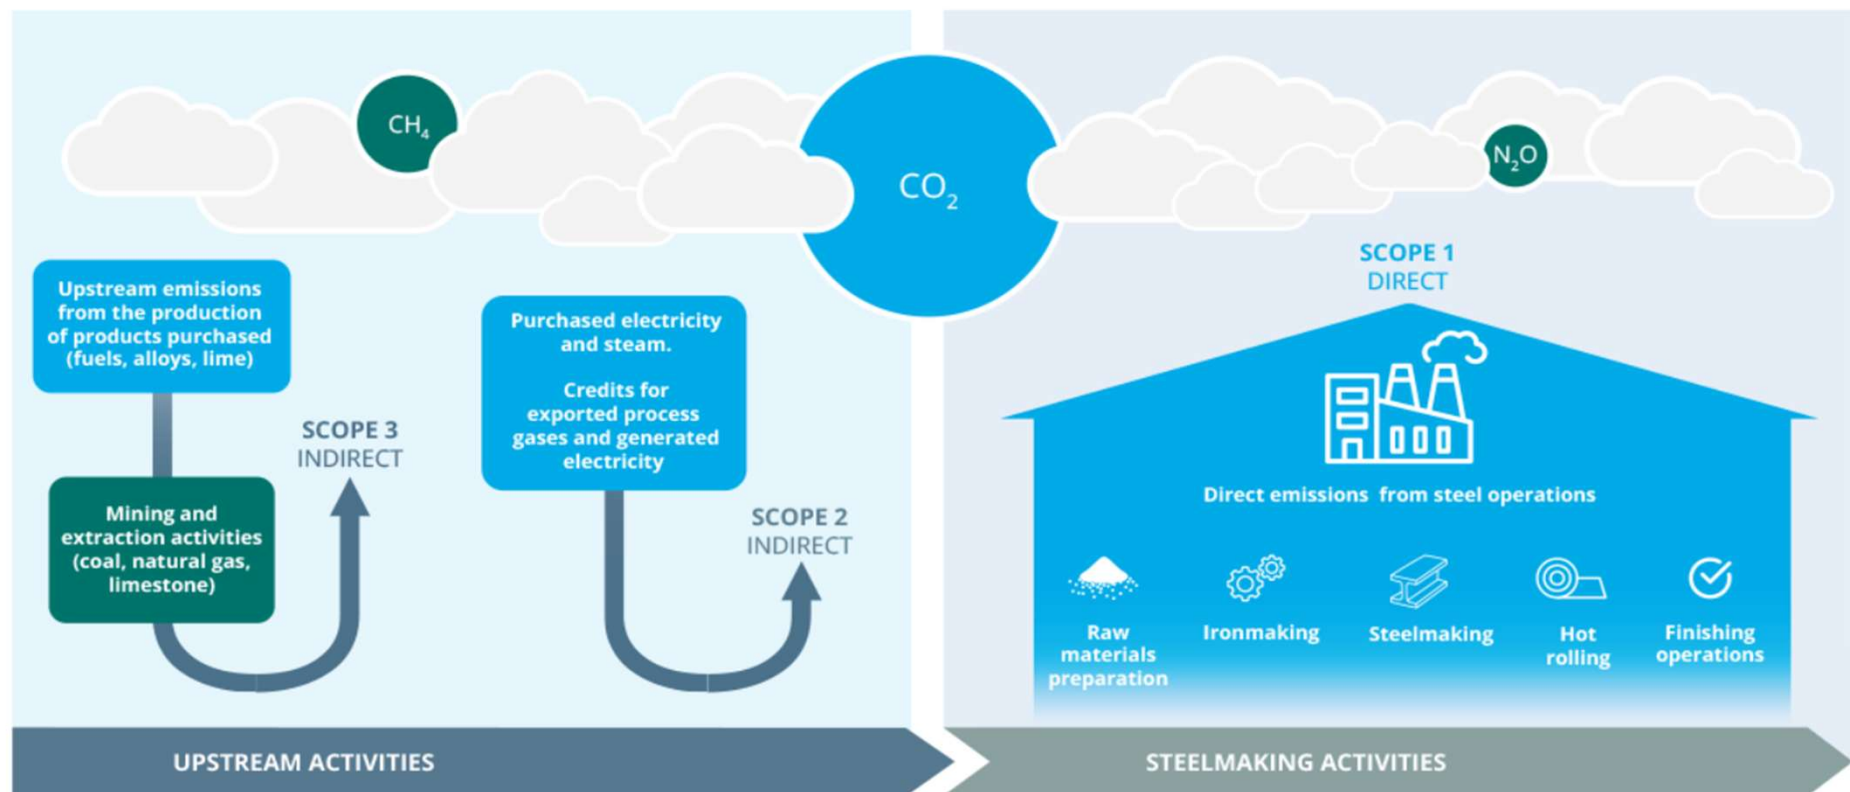 CH₄
CO₂
N₂O
Upstream emissions
from the production
of products purchased
(fuels, alloys, lime)
Mining and
extraction activities
(coal, natural gas,
limestone)
SCOPE 3
INDIRECT
Purchased electricity
and steam.
Credits for
exported process
gases and generated
electricity
SCOPE 2
INDIRECT
SCOPE 1
DIRECT
Direct emissions from steel operations
Raw
materials
preparation
Ironmaking
Steelmaking
Hot
rolling
Finishing
operations
UPSTREAM ACTIVITIES
STEELMAKING ACTIVITIES